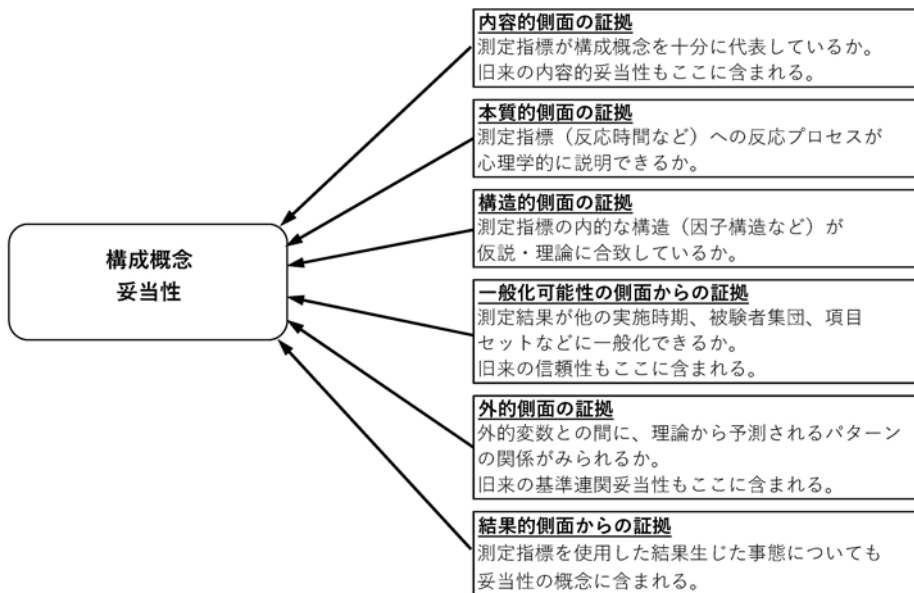 内容的側面の証拠
測定指標が構成概念を十分に代表しているか。
旧来の内容的妥当性もここに含まれる。
本質的側面の証拠
測定指標（反応時間など）への反応プロセスが
心理学的に説明できるか。
構造的側面の証拠
測定指標の内的な構造（因子構造など）が
仮説・理論に合致しているか。
構成概念
妥当性
一般化可能性の側面からの証拠
測定結果が他の実施時期、被験者集団、項目
セットなどに一般化できるか。
旧来の信頼性もここに含まれる。
外的側面の証拠
外的変数との間に、理論から予測されるパターン
の関係がみられるか。
旧来の基準連関妥当性もここに含まれる。
結果的側面からの証拠
測定指標を使用した結果生じた事態についても
妥当性の概念に含まれる。